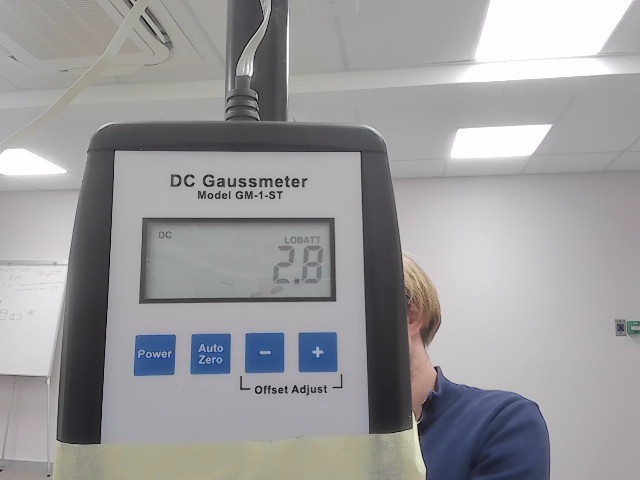 DC Gaussmeter
Model GM-1-ST
DC
LOBATT
2.8
Power
Auto
Zero
-
+
Offset Adjust